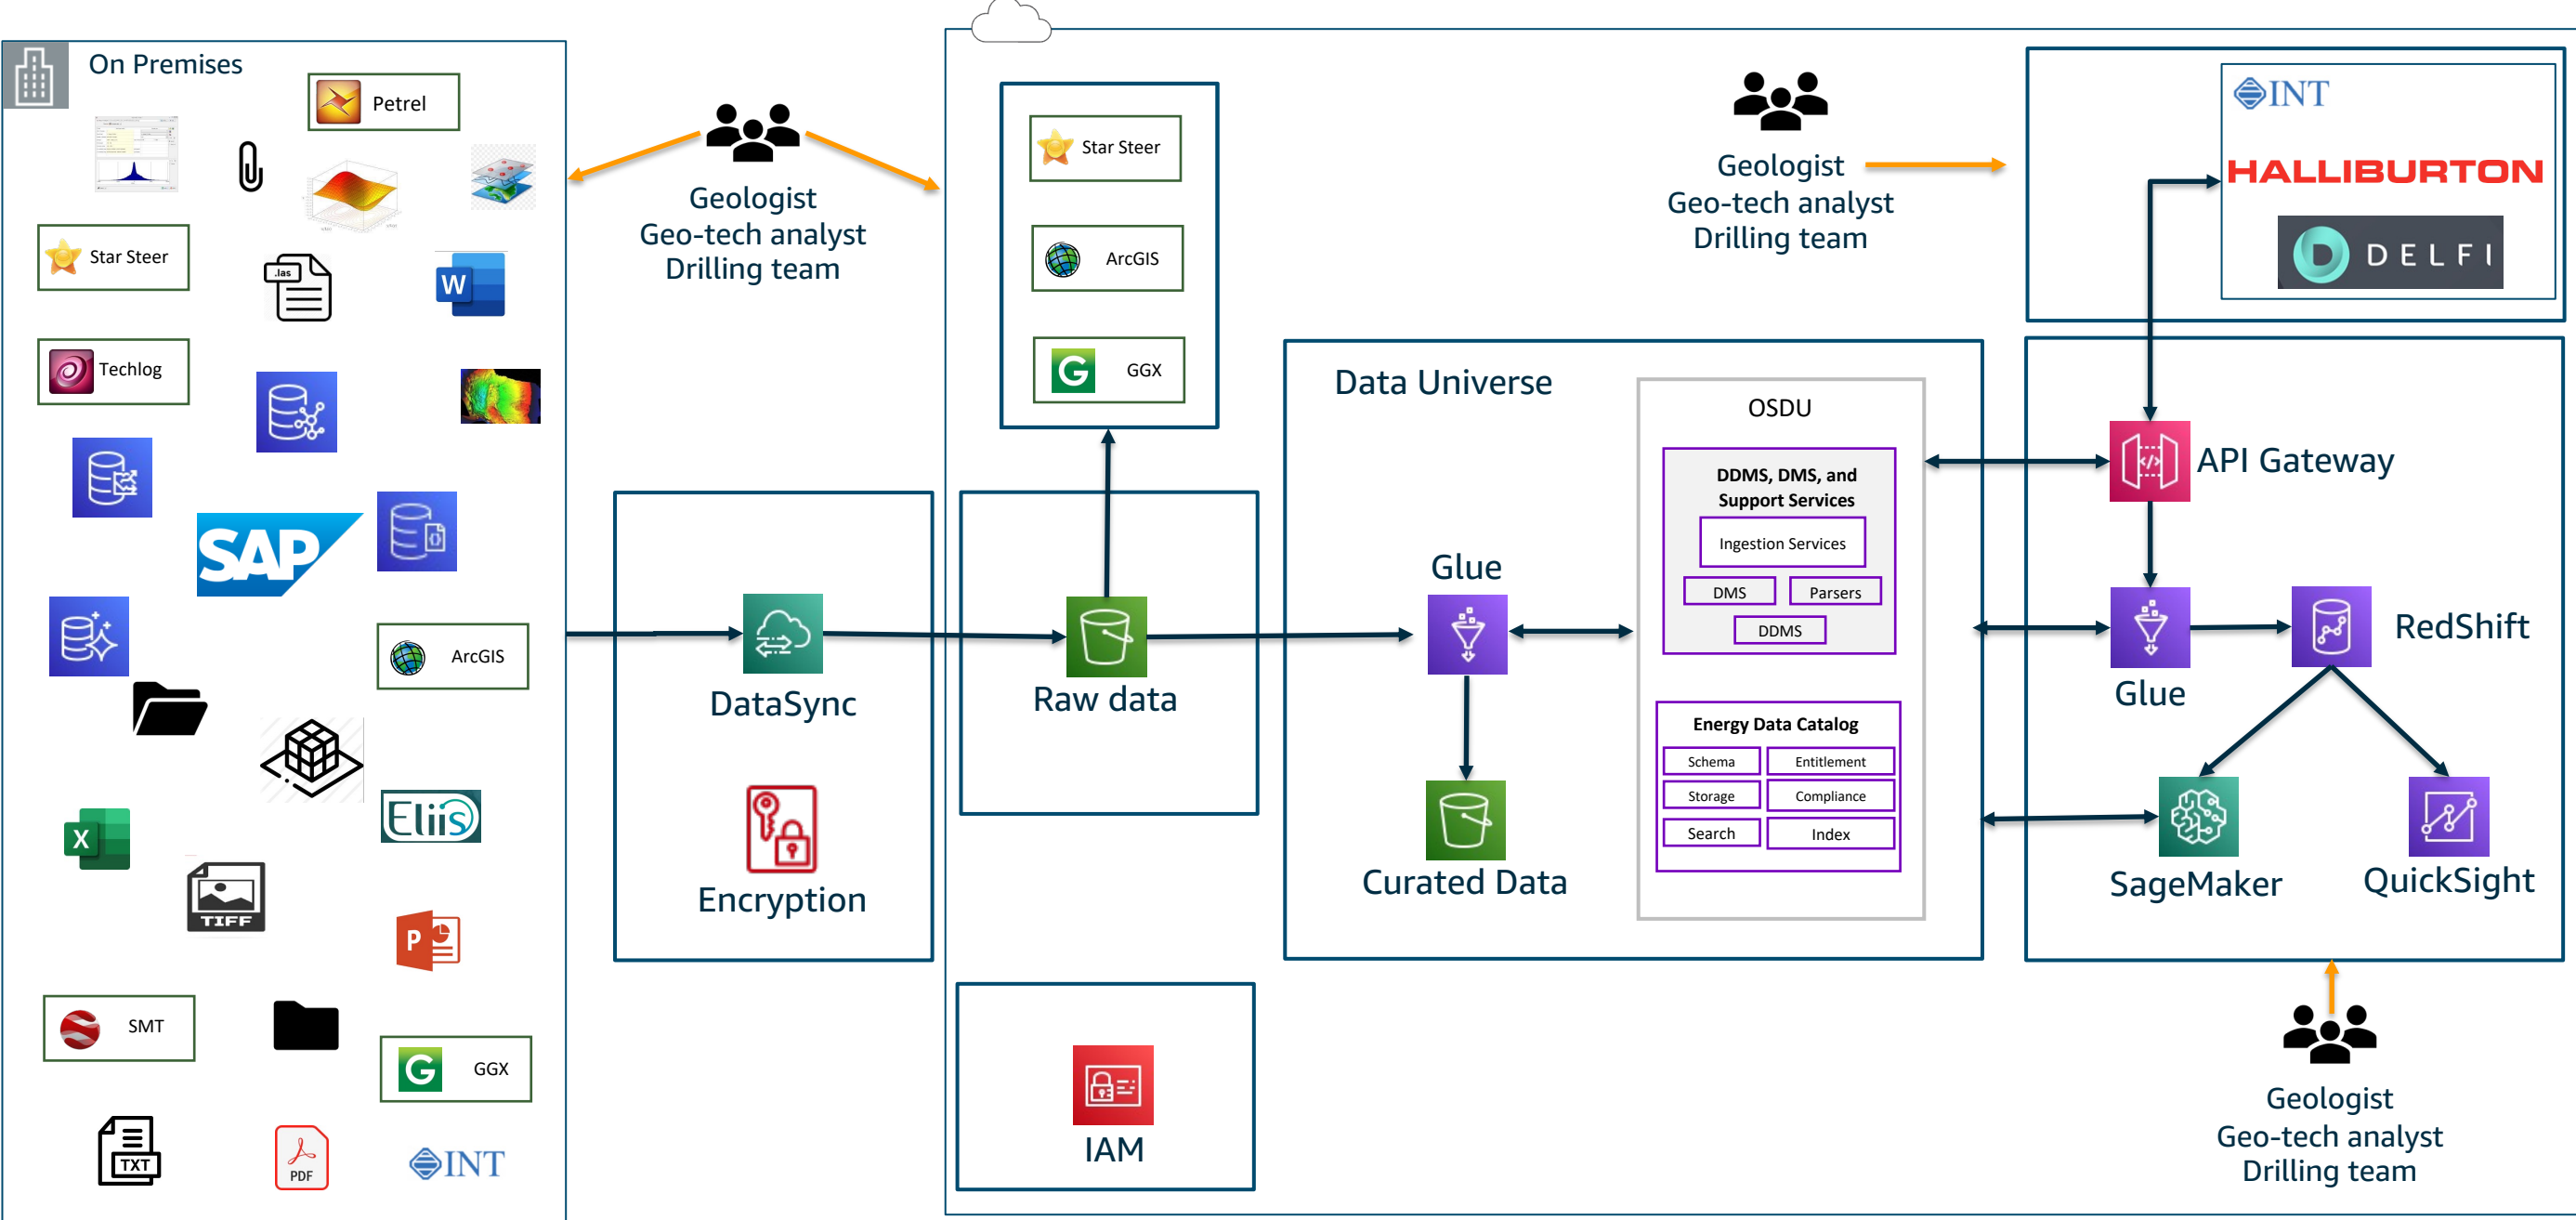 On Premises
Petrel
Star Steer
.las
W
Techlog
SAP
ArcGIS
X
Eliis
TIFF
P
SMT
G
GGX
TXT
PDF
INT
Geologist
Geo-tech analyst
Drilling team
DataSync
Encryption
Star Steer
ArcGIS
G
GGX
Raw data
IAM
Data Universe
Glue
Curated Data
OSDU
DDMS, DMS, and
Support Services
Ingestion Services
DMS
Parsers
DDMS
Energy Data Catalog
Schema
Entitlement
Storage
Compliance
Search
Index
Geologist
Geo-tech analyst
Drilling team
INT
HALLIBURTON
D DELFI
API Gateway
Glue
RedShift
SageMaker
QuickSight
Geologist
Geo-tech analyst
Drilling team